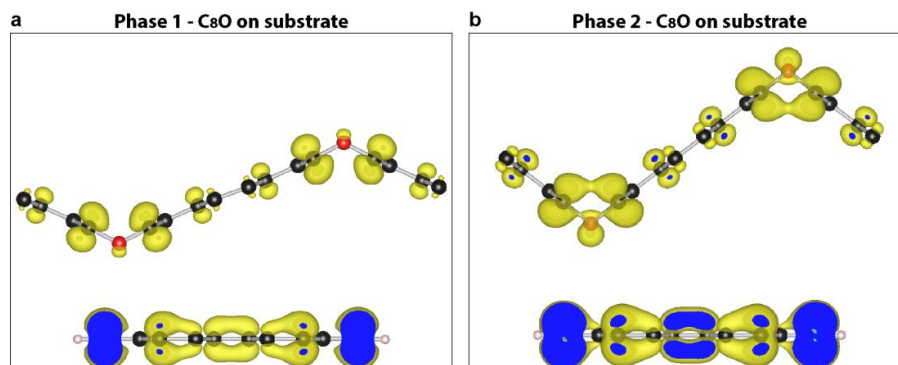 a Phase 1 - C8O on substrate
b Phase 2 - C8O on substrate